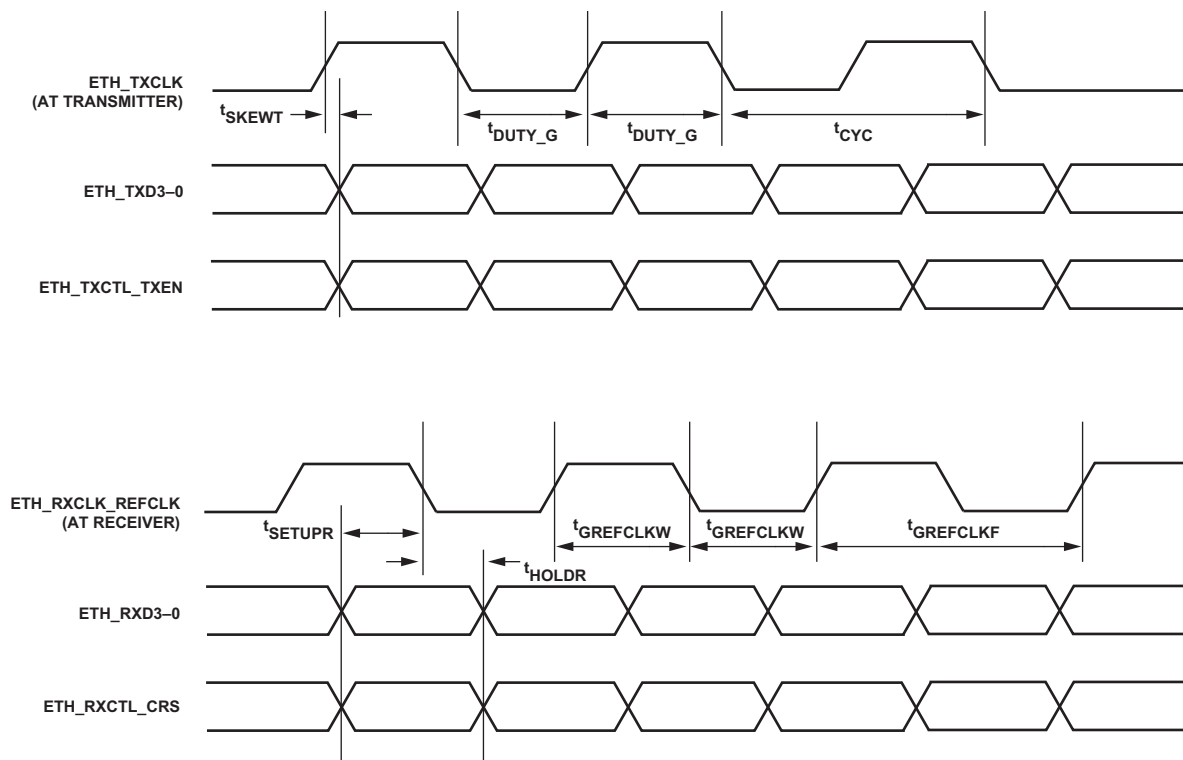 ETH_TXCLK
(AT TRANSMITTER)
tSKEWT
tDUTY_G
tDUTY_G
tCYC
ETH_TXD3–0
ETH_TXCTL_TXEN
ETH_RXCLK_REFCLK
(AT RECEIVER)
tSETUPR
tGREFCLKW
tGREFCLKW
tGREFCLKF
tHOLDR
ETH_RXD3–0
ETH_RXCTL_CRS